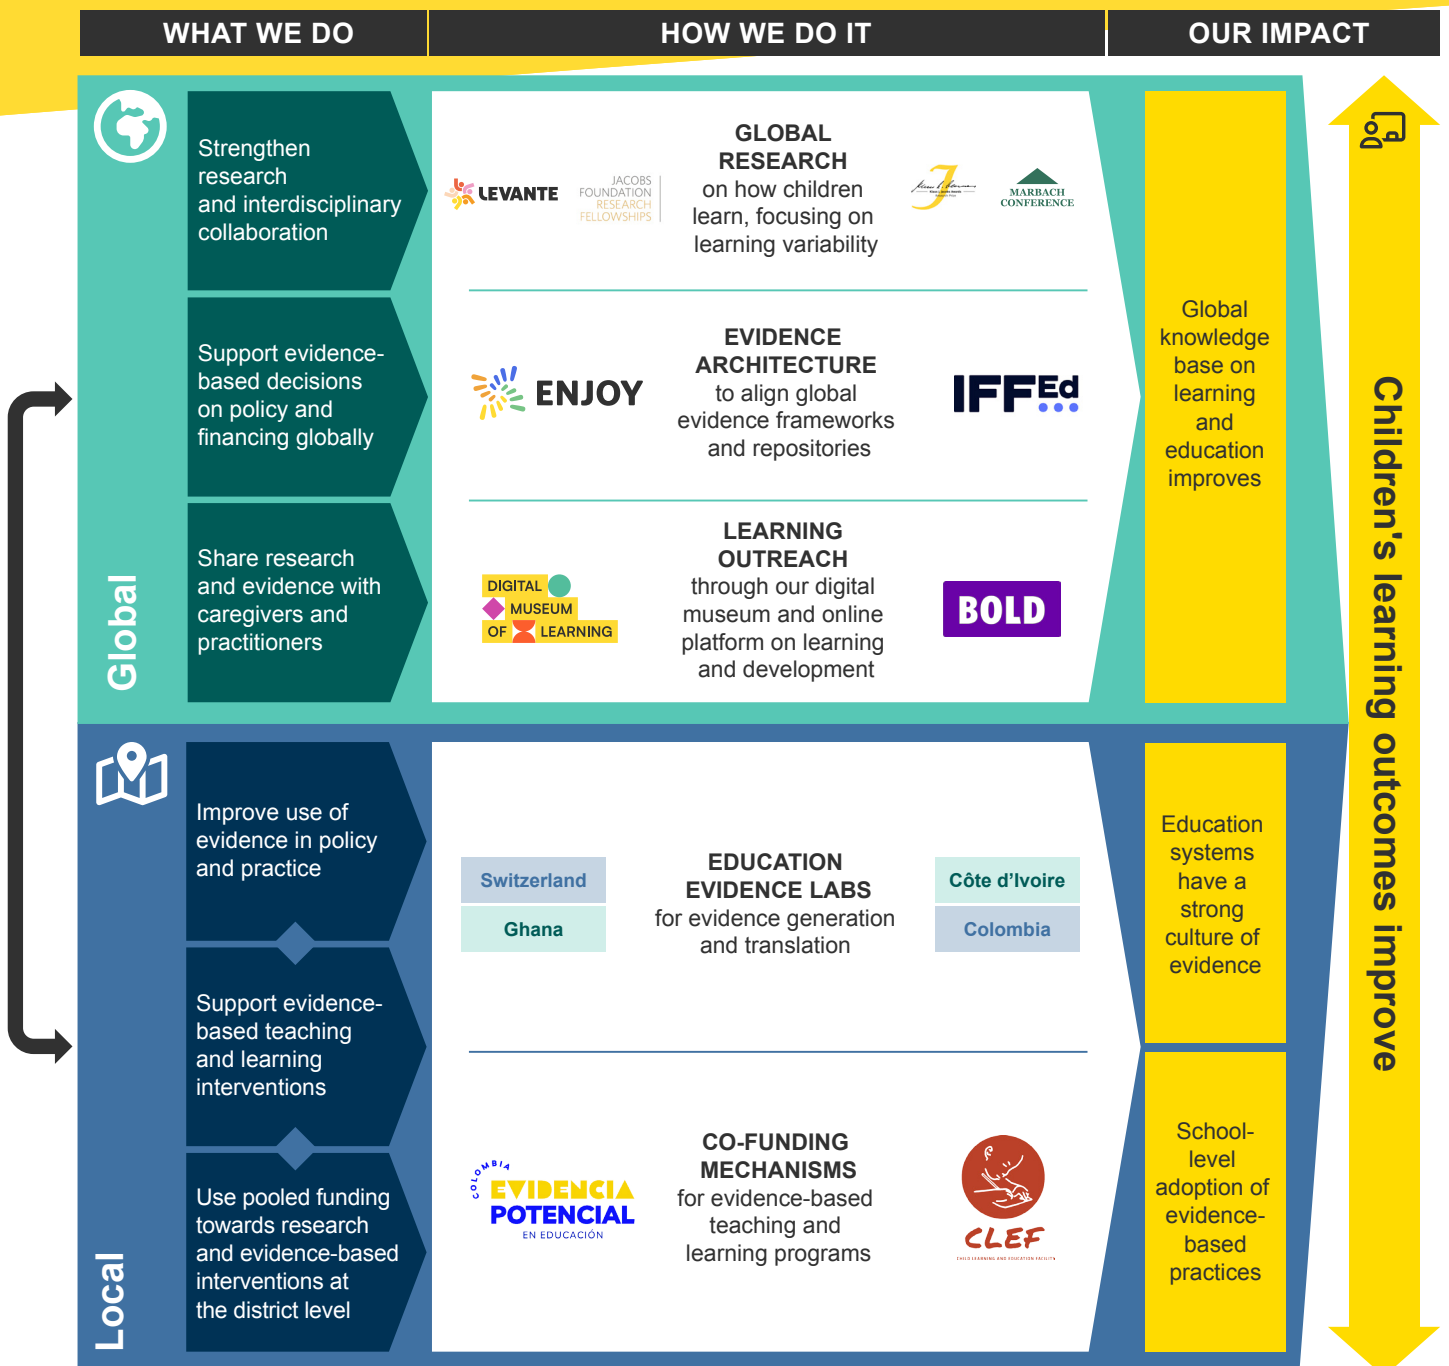 WHAT WE DO
HOW WE DO IT
OUR IMPACT
Global
Strengthen
research
and interdisciplinary
collaboration
LEVANTE
JACOBS
FOUNDATION
RESEARCH
FELLOWSHIPS
GLOBAL
RESEARCH
on how children
learn, focusing on
learning variability
MARBACH
CONFERENCE
Support evidence-
based decisions
on policy and
financing globally
ENJOY
EVIDENCE
ARCHITECTURE
to align global
evidence frameworks
and repositories
IFFEd
Share research
and evidence with
caregivers and
practitioners
DIGITAL
MUSEUM
OF LEARNING
LEARNING
OUTREACH
through our digital
museum and online
platform on learning
and development
BOLD
Global
knowledge
base on
learning
and
education
improves
Children's learning outcomes improve
Local
Improve use of
evidence in policy
and practice
Support evidence-
based teaching
and learning
interventions
Use pooled funding
towards research
and evidence-based
interventions at
the district level
Switzerland
Ghana
EDUCATION
EVIDENCE LABS
for evidence generation
and translation
Côte d’Ivoire
Colombia
COLOMBIA
EVIDENCIA
POTENCIAL
EN EDUCACIÓN
CO-FUNDING
MECHANISMS
for evidence-based
teaching and
learning programs
CLEF
CHILD LEARNING AND EDUCATION FACILITY
Education
systems
have a
strong
culture of
evidence
School-
level
adoption of
evidence-
based
practices